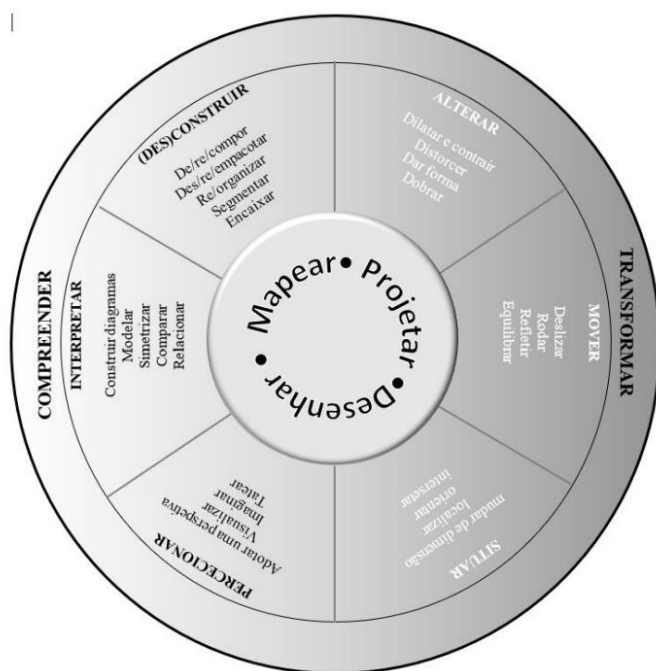 COMPREENDER
(DES)CONSTRUIR
De/re/compor
Des/re/empacotar
Re/organizar
Segmentar
Encaixar
INTERPRETAR
Construir diagramas
Modelar
Simetrizar
Comparar
Relacionar
PERCECIONAR
Adotar uma perspetiva
Visualizar
Imaginar
Tatear
TRANSFORMAR
ALTERAR
Dilatar e contrair
Distorcer
Dar forma
Dobrar
MOVER
Deslizar
Rodar
Refletir
Equilibrar
SITUAR
mudar de dimensão
localizar
orientar
intersetar
Mapear • Projetar • Desenhar •